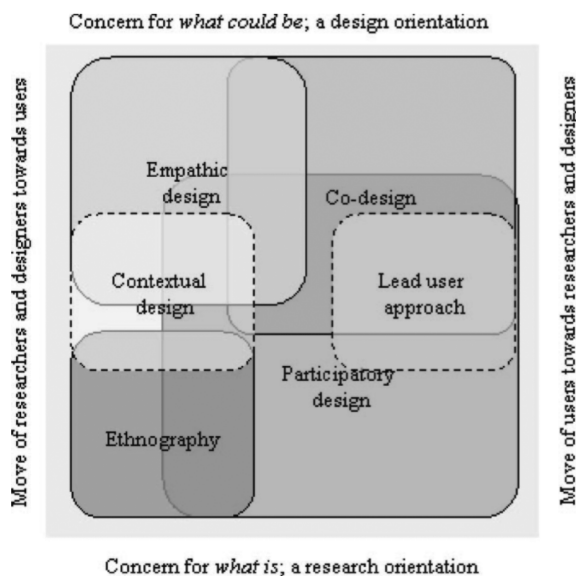 Concern for what could be; a design orientation
Move of researchers and designers towards users
Move of users towards researchers and designers
Empathic
design
Co-design
Contextual
design
Lead user
approach
Participatory
design
Ethnography
Concern for what is; a research orientation